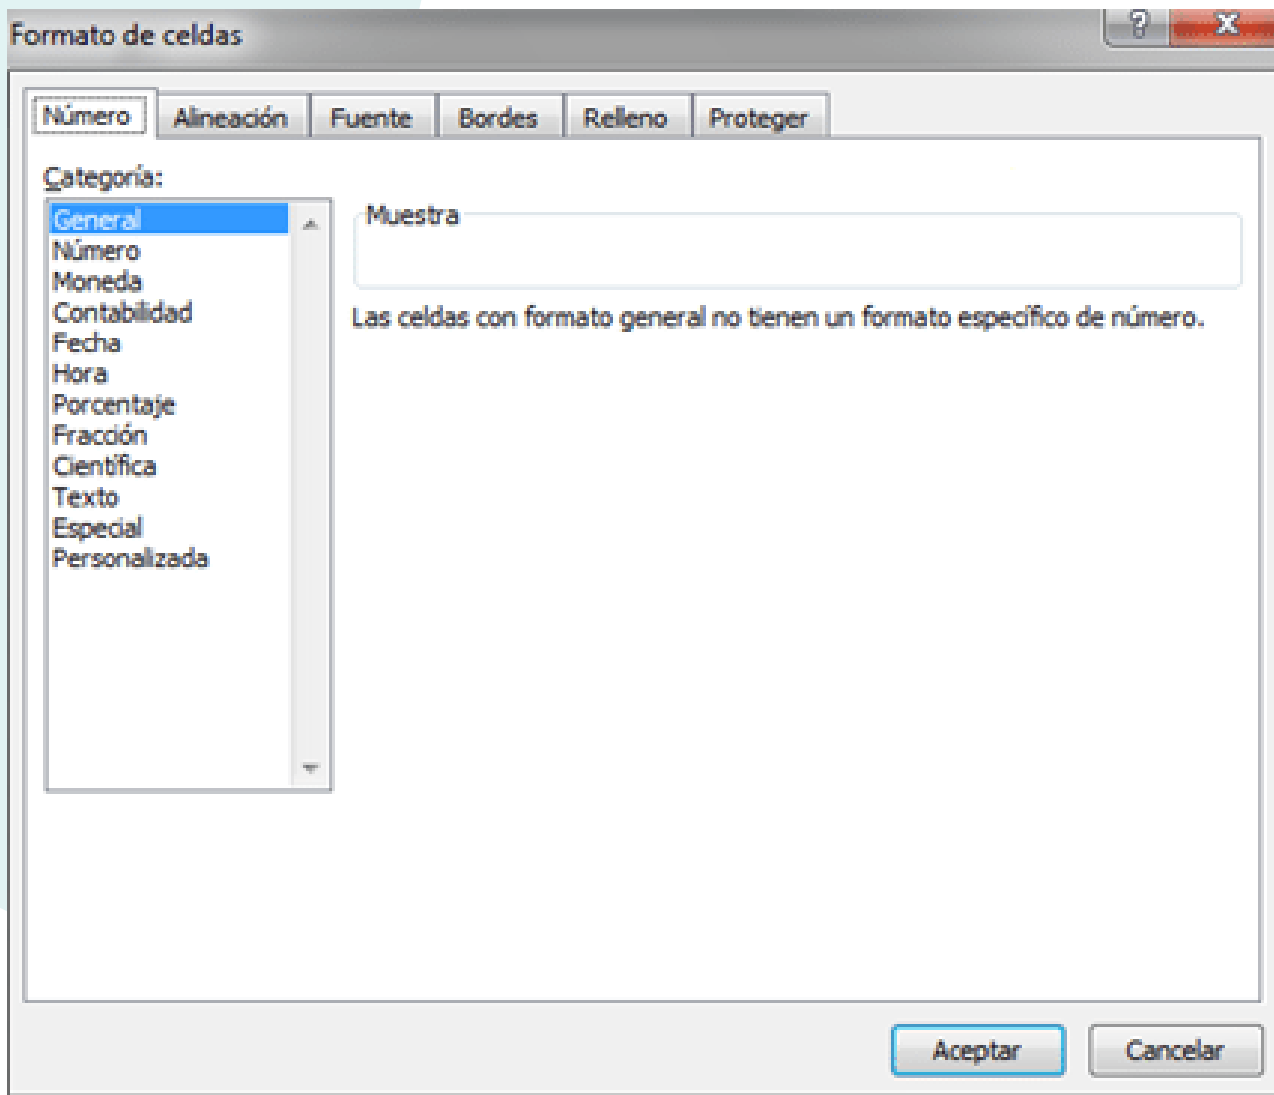 Formato de celdas
?
X
Número Alineación Fuente Bordes Relleno Proteger
Categoría:
General
Número
Moneda
Contabilidad
Fecha
Hora
Porcentaje
Fracción
Científica
Texto
Especial
Personalizada
Muestra
Las celdas con formato general no tienen un formato específico de número.
Aceptar Cancelar